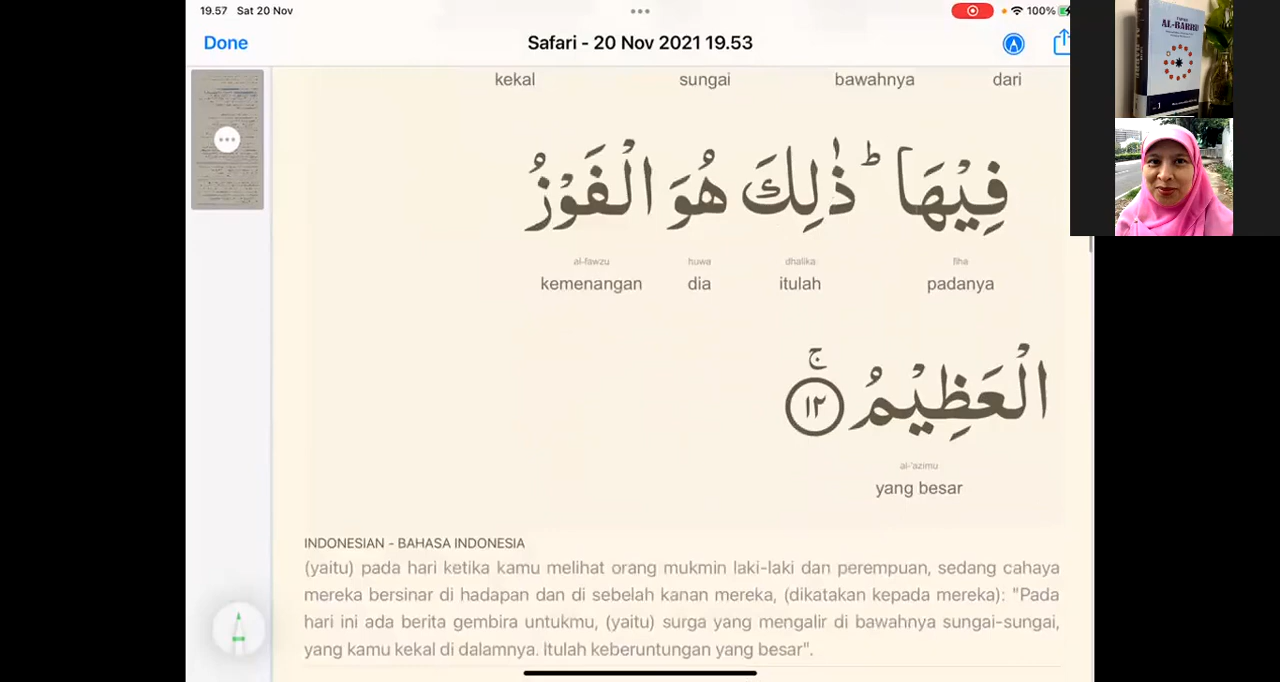 19.57 Sat 20 Nov
100%
Done
Safari - 20 Nov 2021 19.53
AL-BARRU
kekal sungai bawahnya dari
فِيْهَا ۗ ذٰلِكَ هُوَ الْفَوْزُ
al-fawzu huwa dhalika fiha
kemenangan dia itulah padanya
الْعَظِيْمُ ۚ ١٢
al-'azimu
yang besar
INDONESIAN - BAHASA INDONESIA
(yaitu) pada hari ketika kamu melihat orang mukmin laki-laki dan perempuan, sedang cahaya
mereka bersinar di hadapan dan di sebelah kanan mereka, (dikatakan kepada mereka): "Pada
hari ini ada berita gembira untukmu, (yaitu) surga yang mengalir di bawahnya sungai-sungai,
yang kamu kekal di dalamnya. Itulah keberuntungan yang besar".